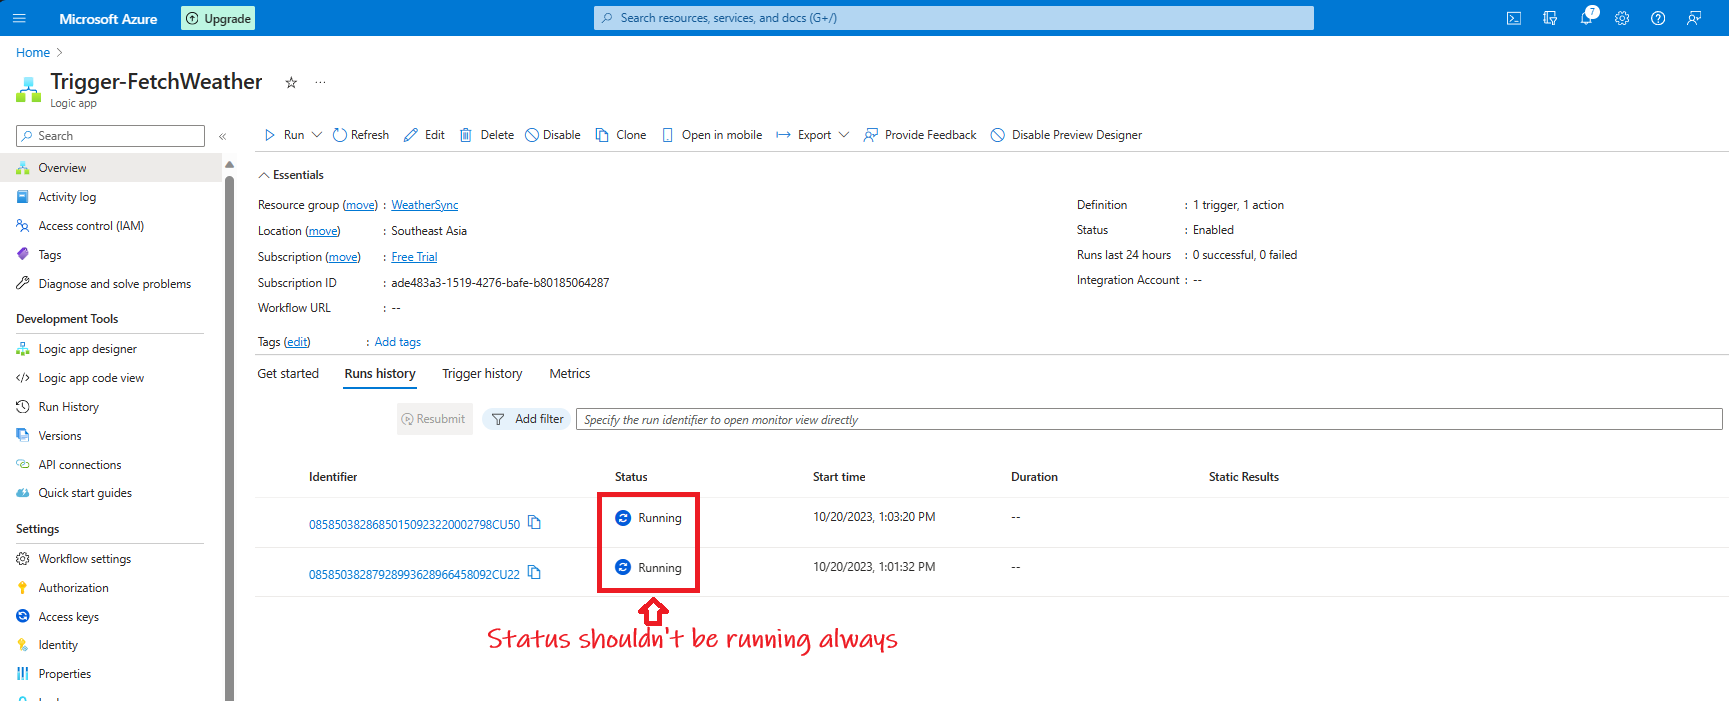 Microsoft Azure
Upgrade
Search resources, services, and docs (G+/)
7
Home
Trigger-FetchWeather
Logic app
Search
Overview
Activity log
Access control (IAM)
Tags
Diagnose and solve problems
Development Tools
Logic app designer
Logic app code view
Run History
Versions
API connections
Quick start guides
Settings
Workflow settings
Authorization
Access keys
Identity
Properties
Run Refresh Edit Delete Disable Clone Open in mobile Export Provide Feedback Disable Preview Designer
Essentials
Resource group (move) : WeatherSync
Location (move) : Southeast Asia
Subscription (move) : Free Trial
Subscription ID : ade483a3-1519-4276-bafe-b80185064287
Workflow URL : --
Definition : 1 trigger, 1 action
Status : Enabled
Runs last 24 hours : 0 successful, 0 failed
Integration Account : --
Tags (edit) : Add tags
Get started Runs history Trigger history Metrics
Resubmit Add filter Specify the run identifier to open monitor view directly
Identifier Status Start time Duration Static Results
08585038286850150923220002798CU50 Running 10/20/2023, 1:03:20 PM --
08585038287928993628966458092CU22 Running 10/20/2023, 1:01:32 PM --
Status shouldn't be running always